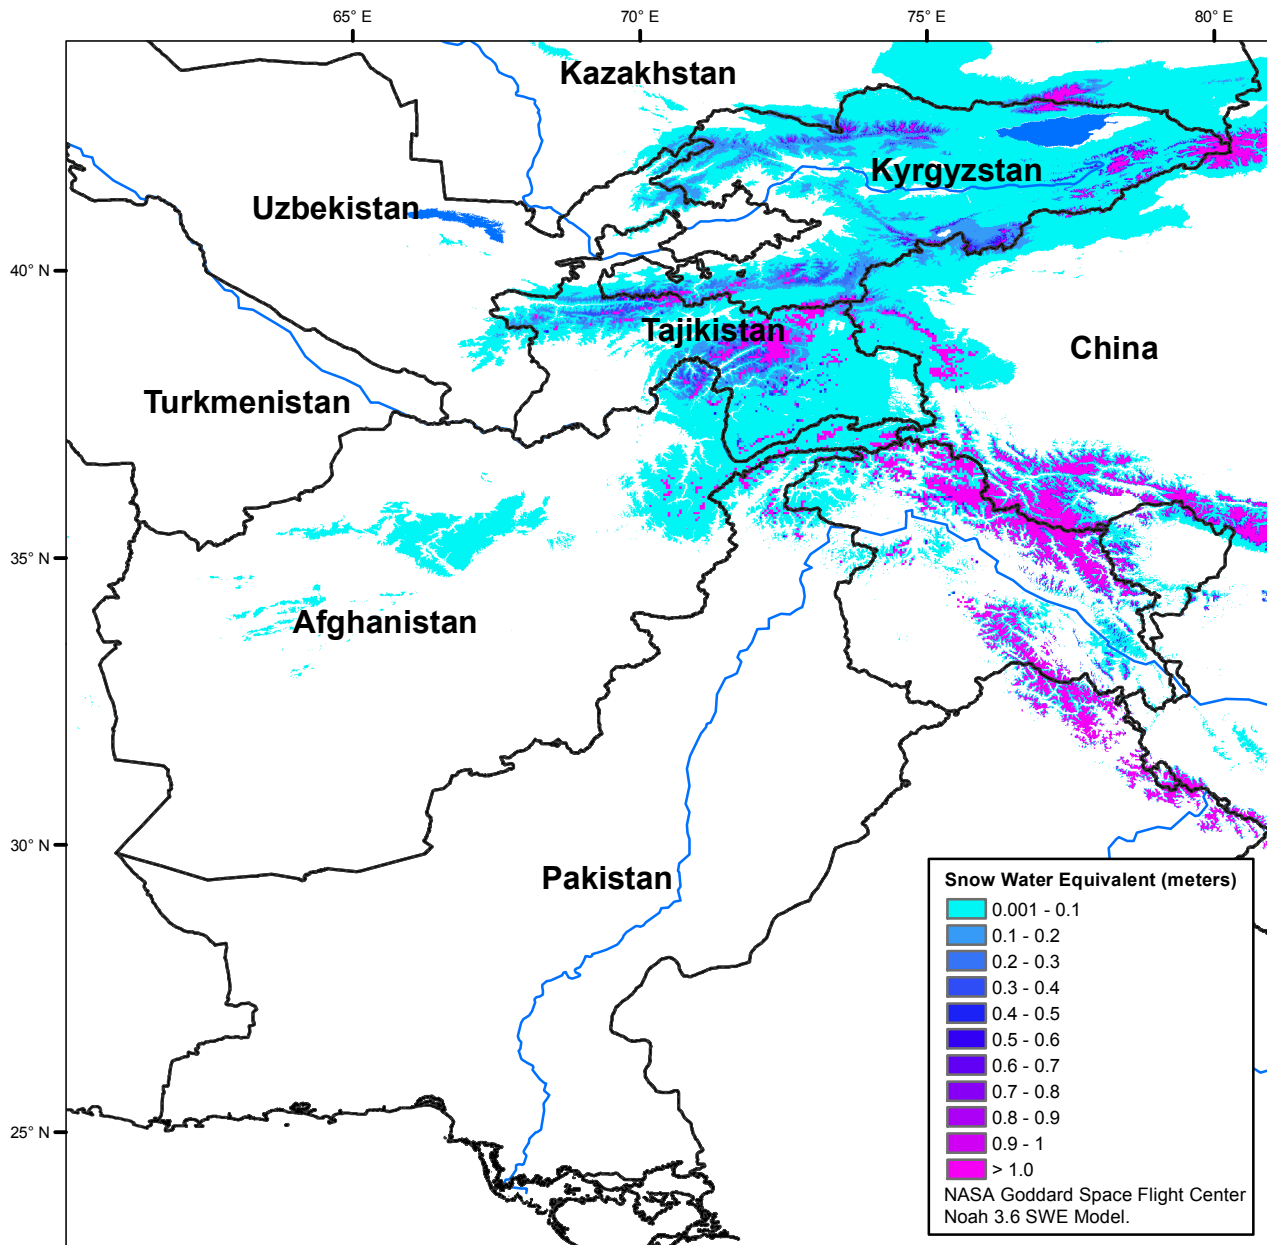 65° E
70° E
75° E
80° E
Kazakhstan
Kyrgyzstan
Uzbekistan
40° N
Tajikistan
China
Turkmenistan
35° N
Afghanistan
30° N
Pakistan
25° N
Snow Water Equivalent (meters)
0.001 - 0.1
0.1 - 0.2
0.2 - 0.3
0.3 - 0.4
0.4 - 0.5
0.5 - 0.6
0.6 - 0.7
0.7 - 0.8
0.8 - 0.9
0.9 - 1
> 1.0
NASA Goddard Space Flight Center
Noah 3.6 SWE Model.